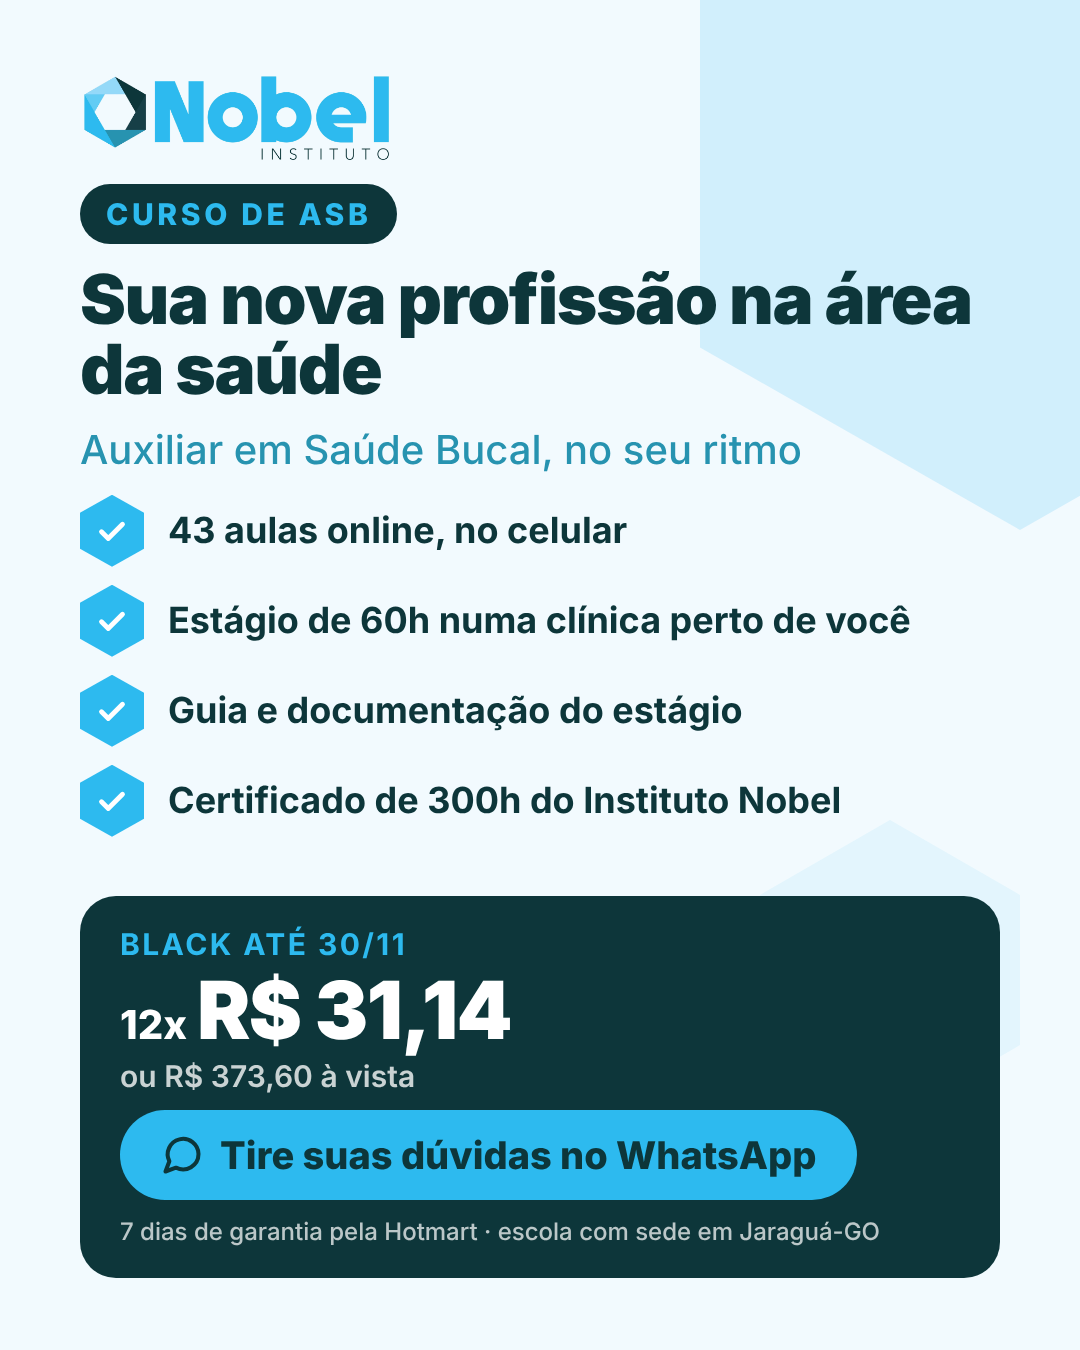 Nobel
INSTITUTO
CURSO DE ASB
Sua nova profissão na área
da saúde
Auxiliar em Saúde Bucal, no seu ritmo
43 aulas online, no celular
Estágio de 60h numa clínica perto de você
Guia e documentação do estágio
Certificado de 300h do Instituto Nobel
BLACK ATÉ 30/11
12x R$ 31,14
ou R$ 373,60 à vista
Tire suas dúvidas no WhatsApp
7 dias de garantia pela Hotmart · escola com sede em Jaraguá-GO